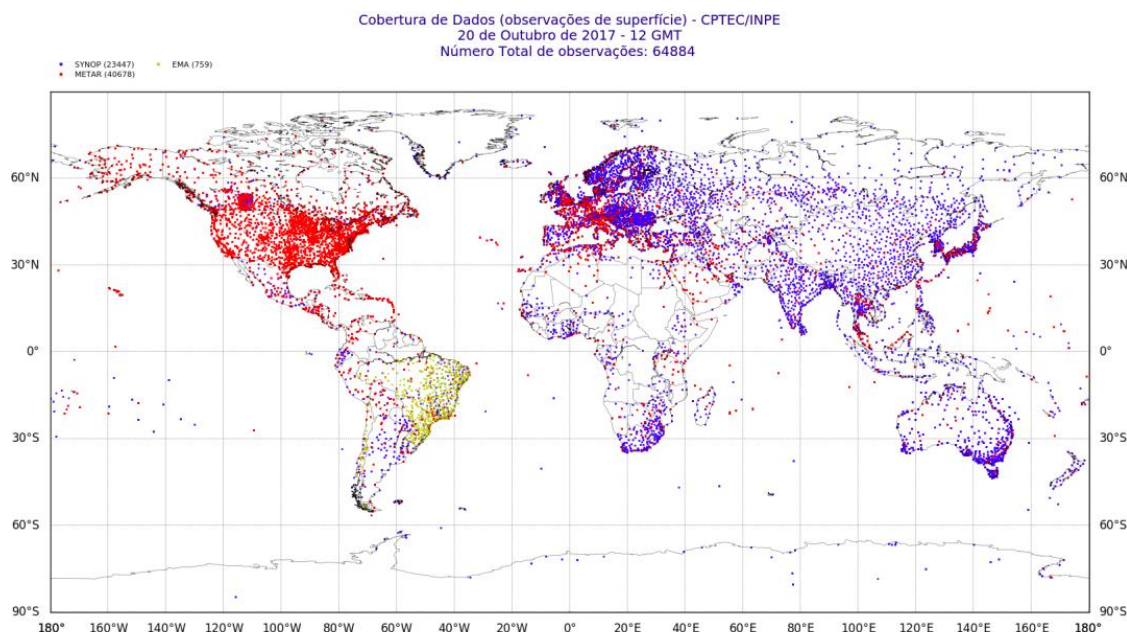 Cobertura de Dados (observações de superfície) - CPTEC/INPE
20 de Outubro de 2017 - 12 GMT
Número Total de observações: 64884
SYNOP (23447) EMA (759)
METAR (40678)
60°N 60°N
30°N 30°N
0° 0°
30°S 30°S
60°S 60°S
90°S 90°S
180° 160°W 140°W 120°W 100°W 80°W 60°W 40°W 20°W 0° 20°E 40°E 60°E 80°E 100°E 120°E 140°E 160°E 180°